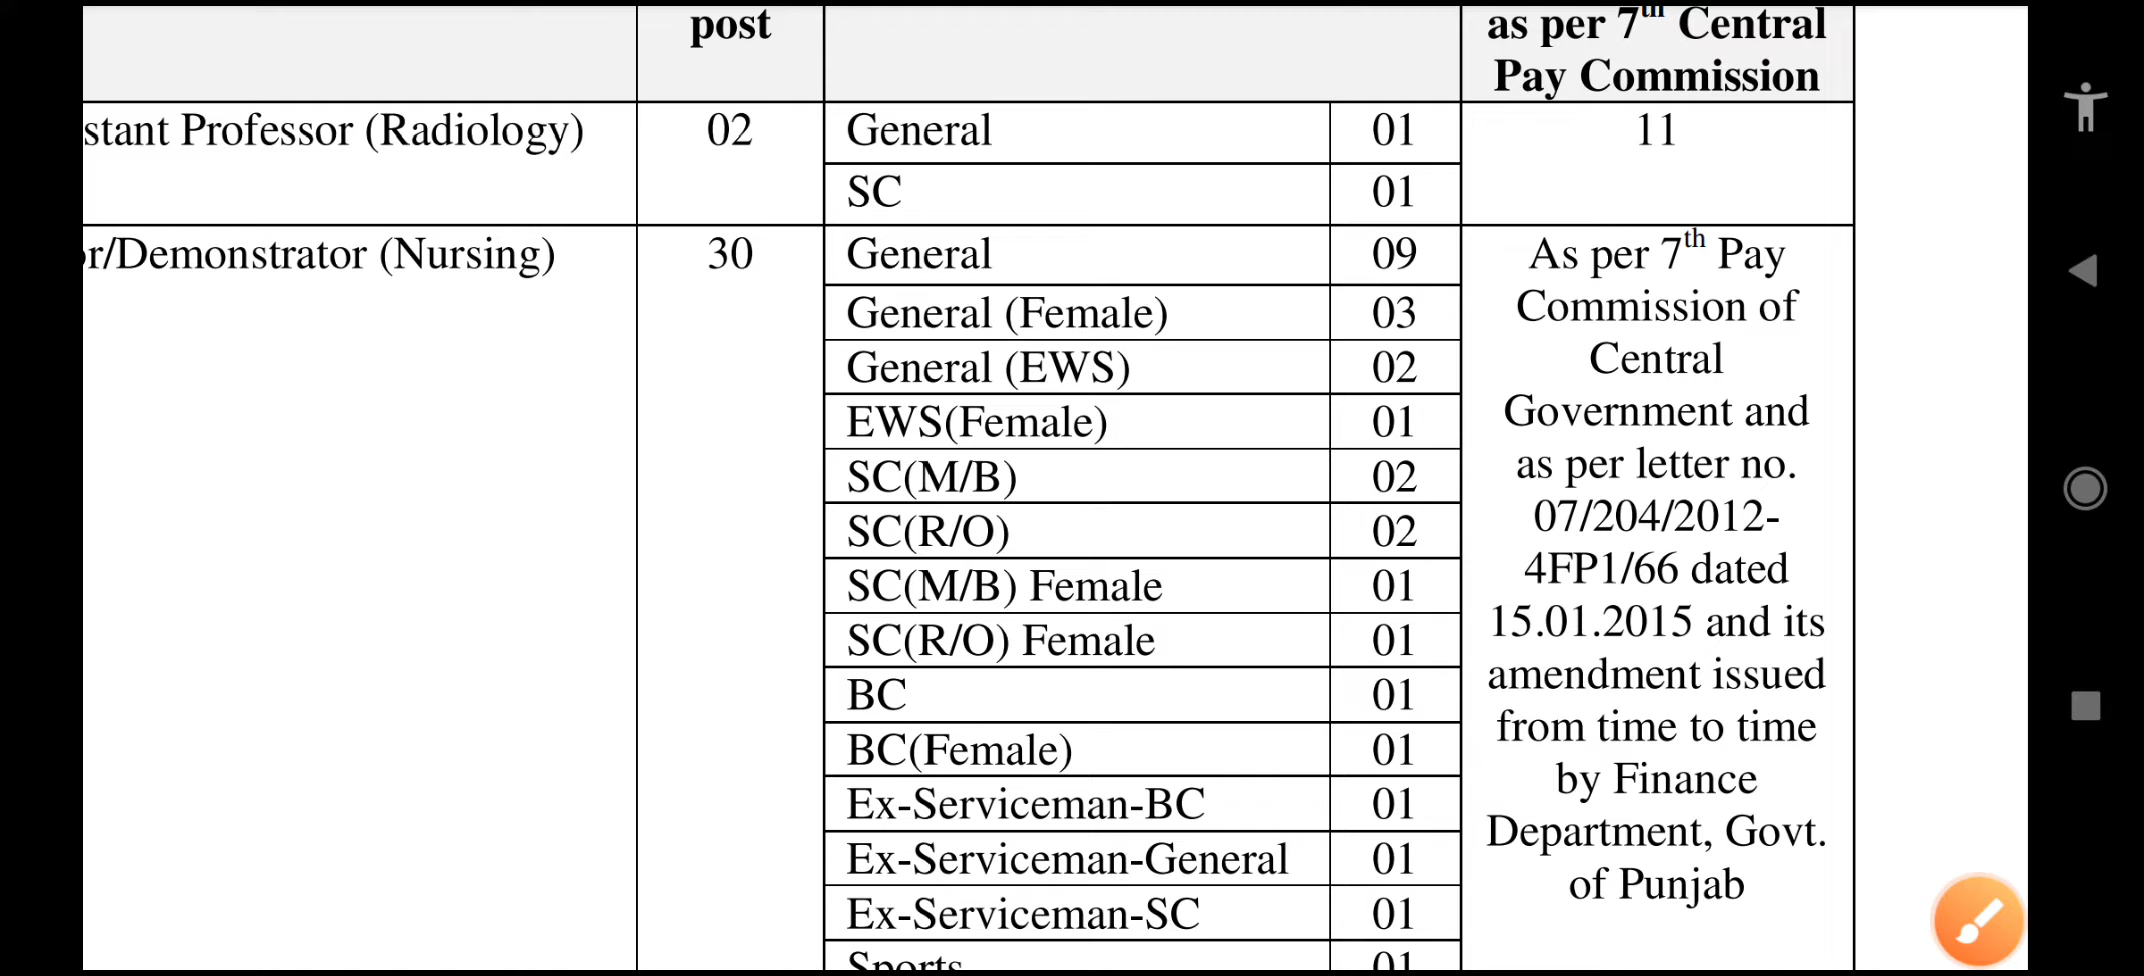 post
as per 7th Central
Pay Commission
stant Professor (Radiology)
02
General
01
11
SC
01
r/Demonstrator (Nursing)
30
General
09
General (Female)
03
General (EWS)
02
EWS(Female)
01
SC(M/B)
02
SC(R/O)
02
SC(M/B) Female
01
SC(R/O) Female
01
BC
01
BC(Female)
01
Ex-Serviceman-BC
01
Ex-Serviceman-General
01
Ex-Serviceman-SC
01
Sports
01
As per 7th Pay
Commission of
Central
Government and
as per letter no.
07/204/2012-
4FP1/66 dated
15.01.2015 and its
amendment issued
from time to time
by Finance
Department, Govt.
of Punjab